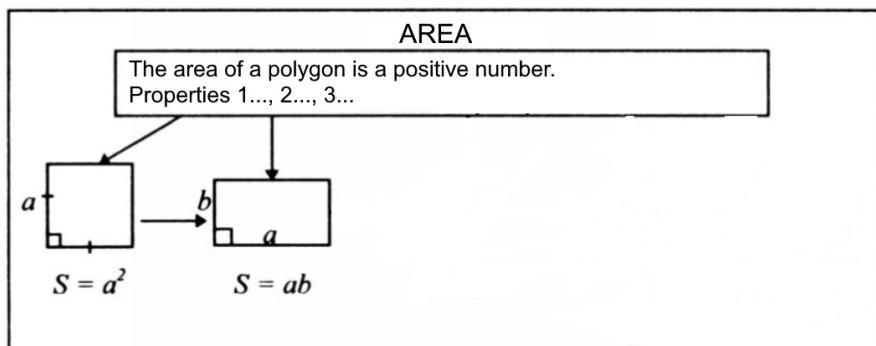 AREA
The area of a polygon is a positive number.
Properties 1..., 2..., 3...
a
b
a
S = a²
S = ab